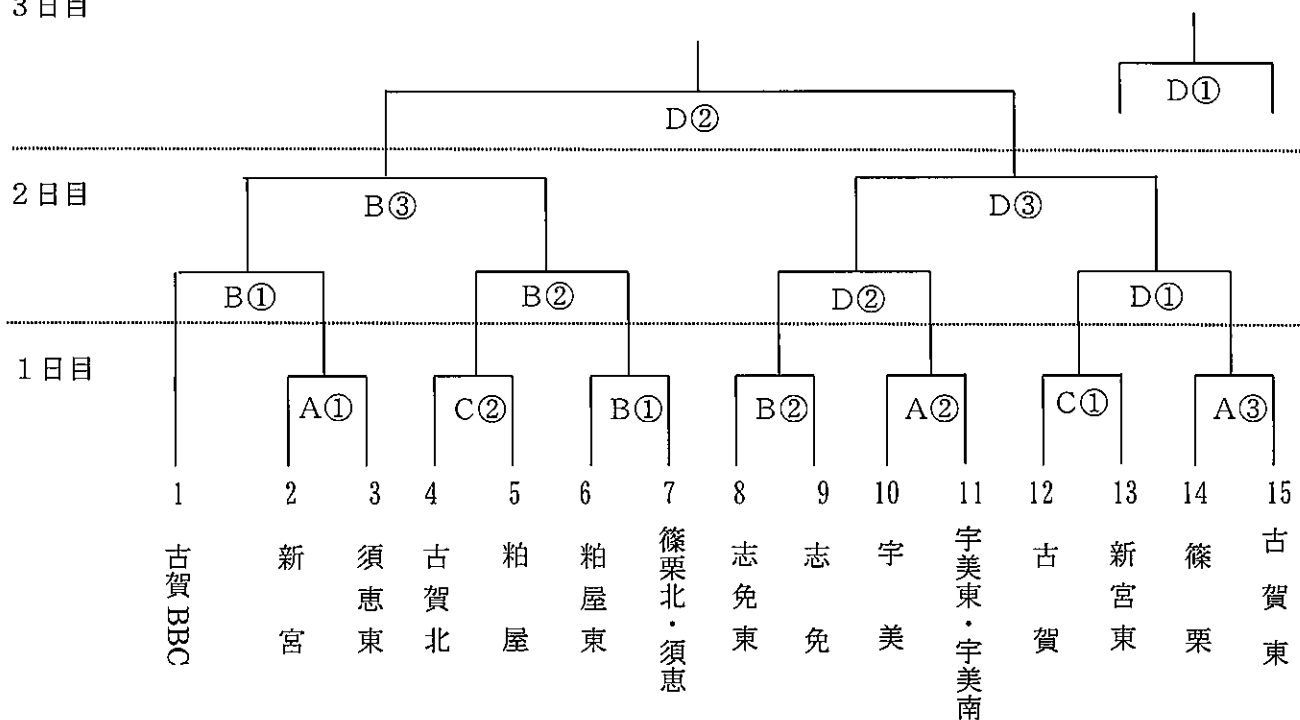 3日目
D①
D②
2日目
B③ D③
B① B② D② D①
1日目
A① C② B① B② A② C① A③
1 2 3 4 5 6 7 8 9 10 11 12 13 14 15
古賀BBC
新宮
須恵東
古賀北
粕屋
粕屋東
篠栗北・須恵
志免東
志免
宇美
宇美東・宇美南
古賀
新宮東
篠栗
古賀東